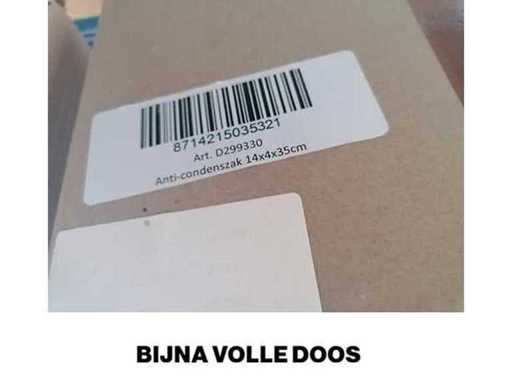 8714215035321
Art. D299330
Anti-condenszak 14x4x35cm
BIJNA VOLLE DOOS